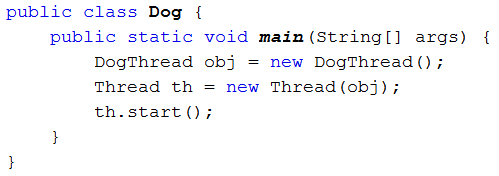 public class Dog {
    public static void main(String[] args) {
        DogThread obj = new DogThread();
        Thread th = new Thread(obj);
        th.start();
    }
}